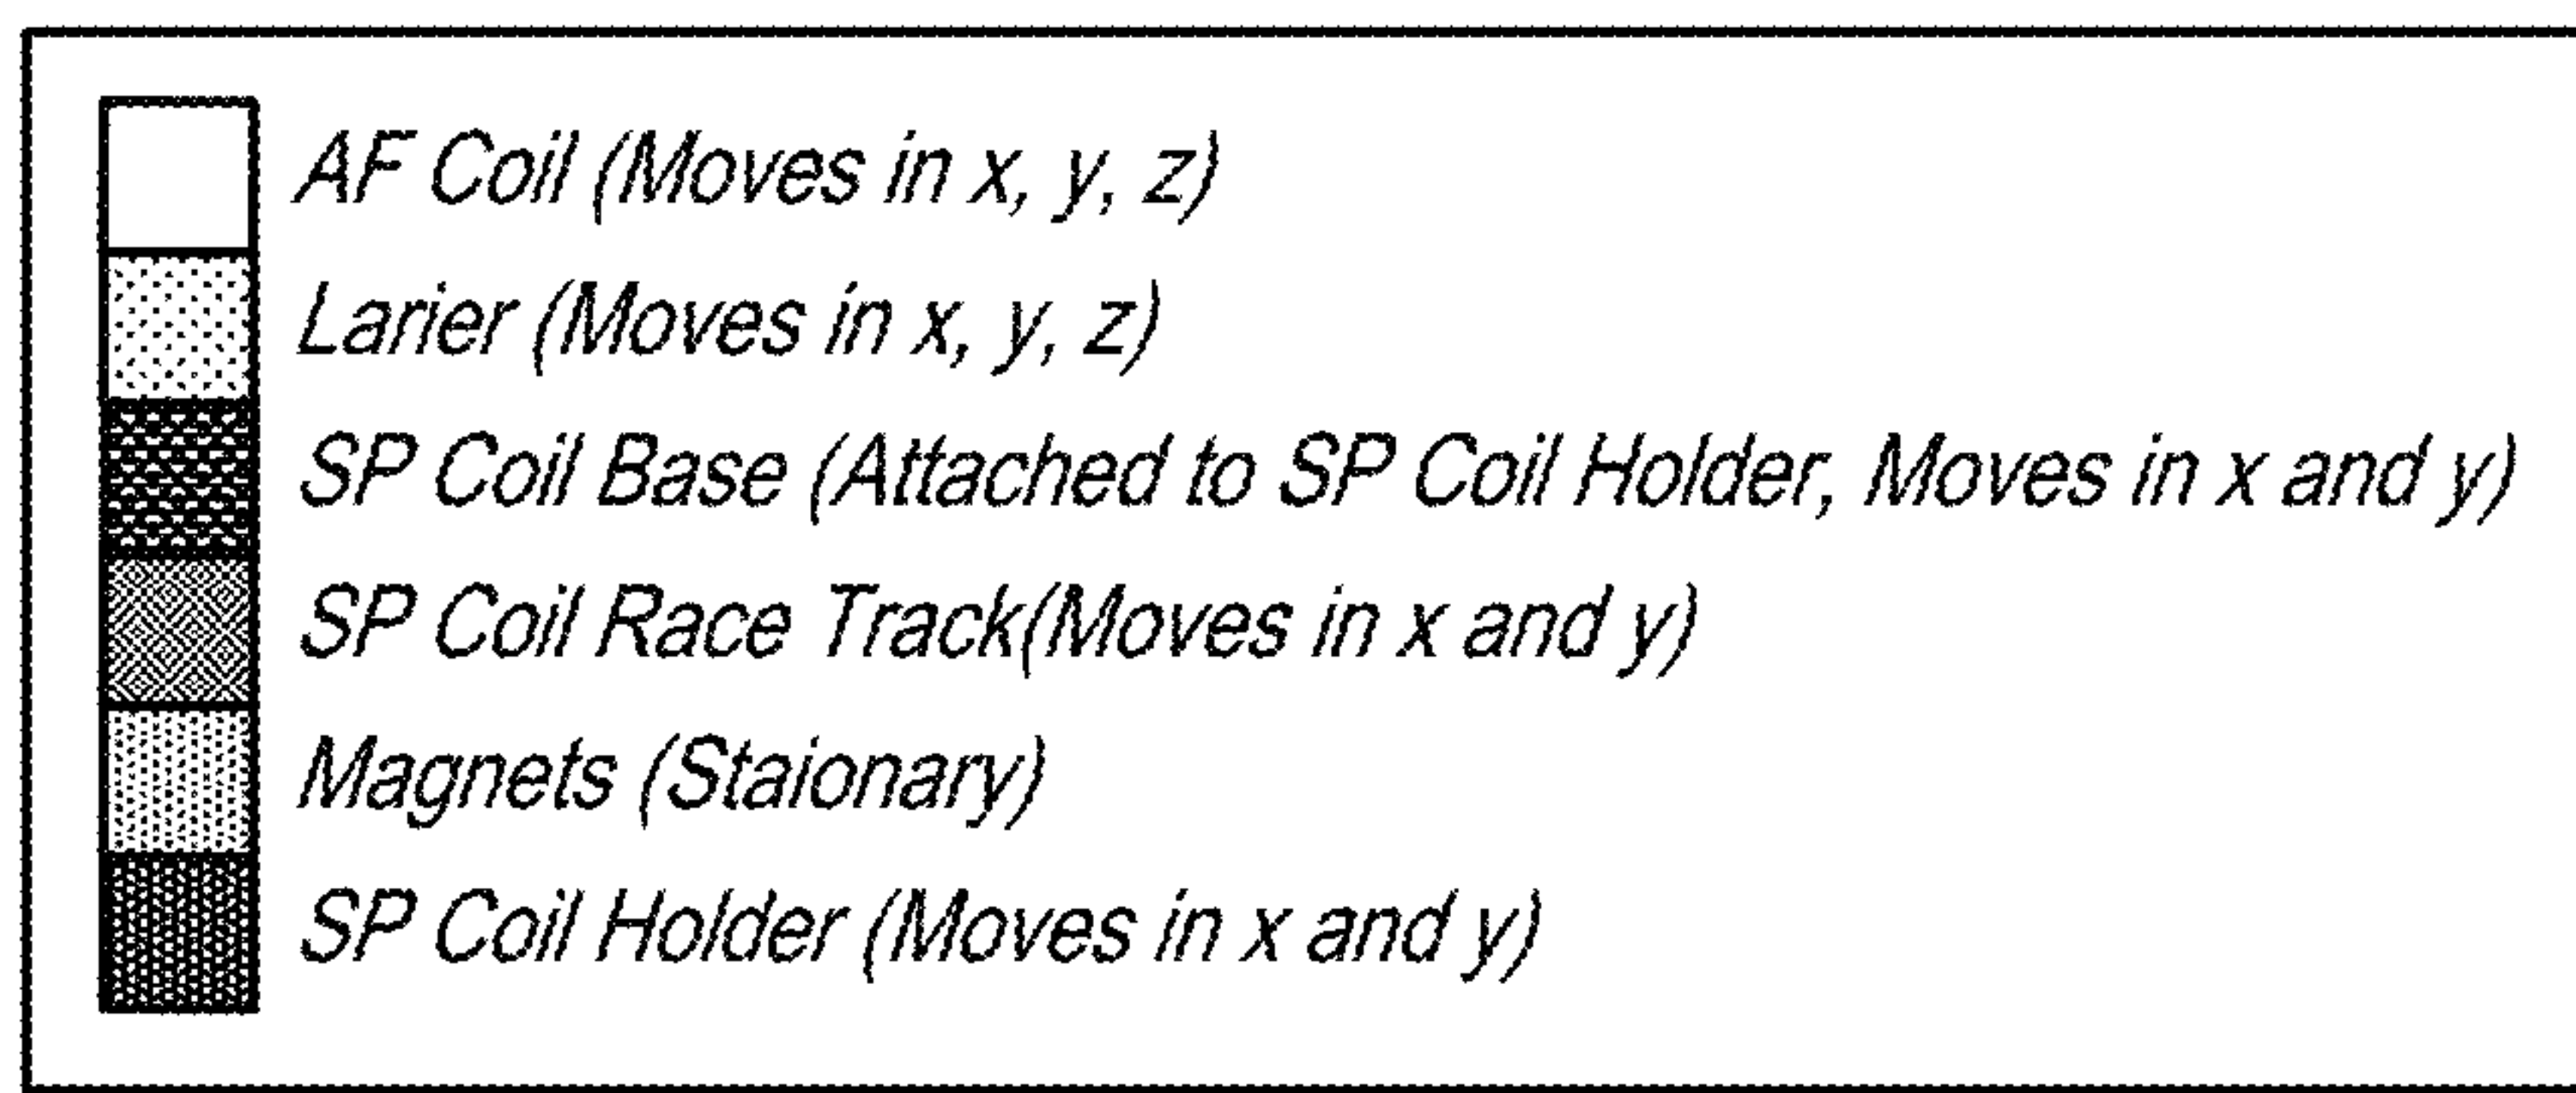 AF Coil (Moves in x, y, z)
Larier (Moves in x, y, z)
SP Coil Base (Attached to SP Coil Holder, Moves in x and y)
SP Coil Race Track(Moves in x and y)
Magnets (Staionary)
SP Coil Holder (Moves in x and y)